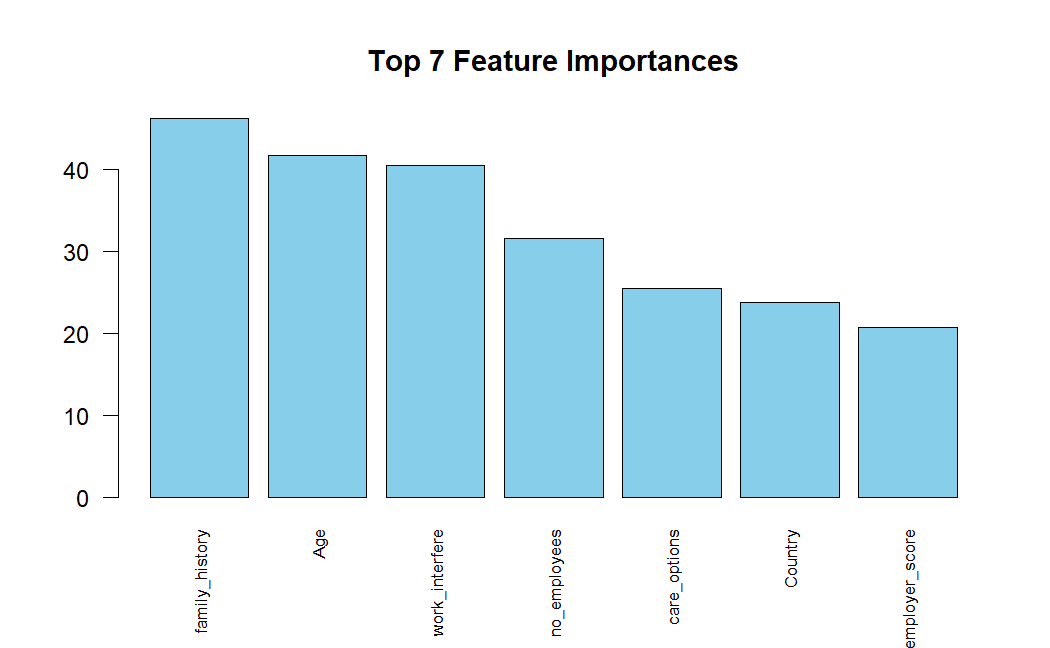 Top 7 Feature Importances
40
30
20
10
0
family_history
Age
work_interfere
no_employees
care_options
Country
employer_score